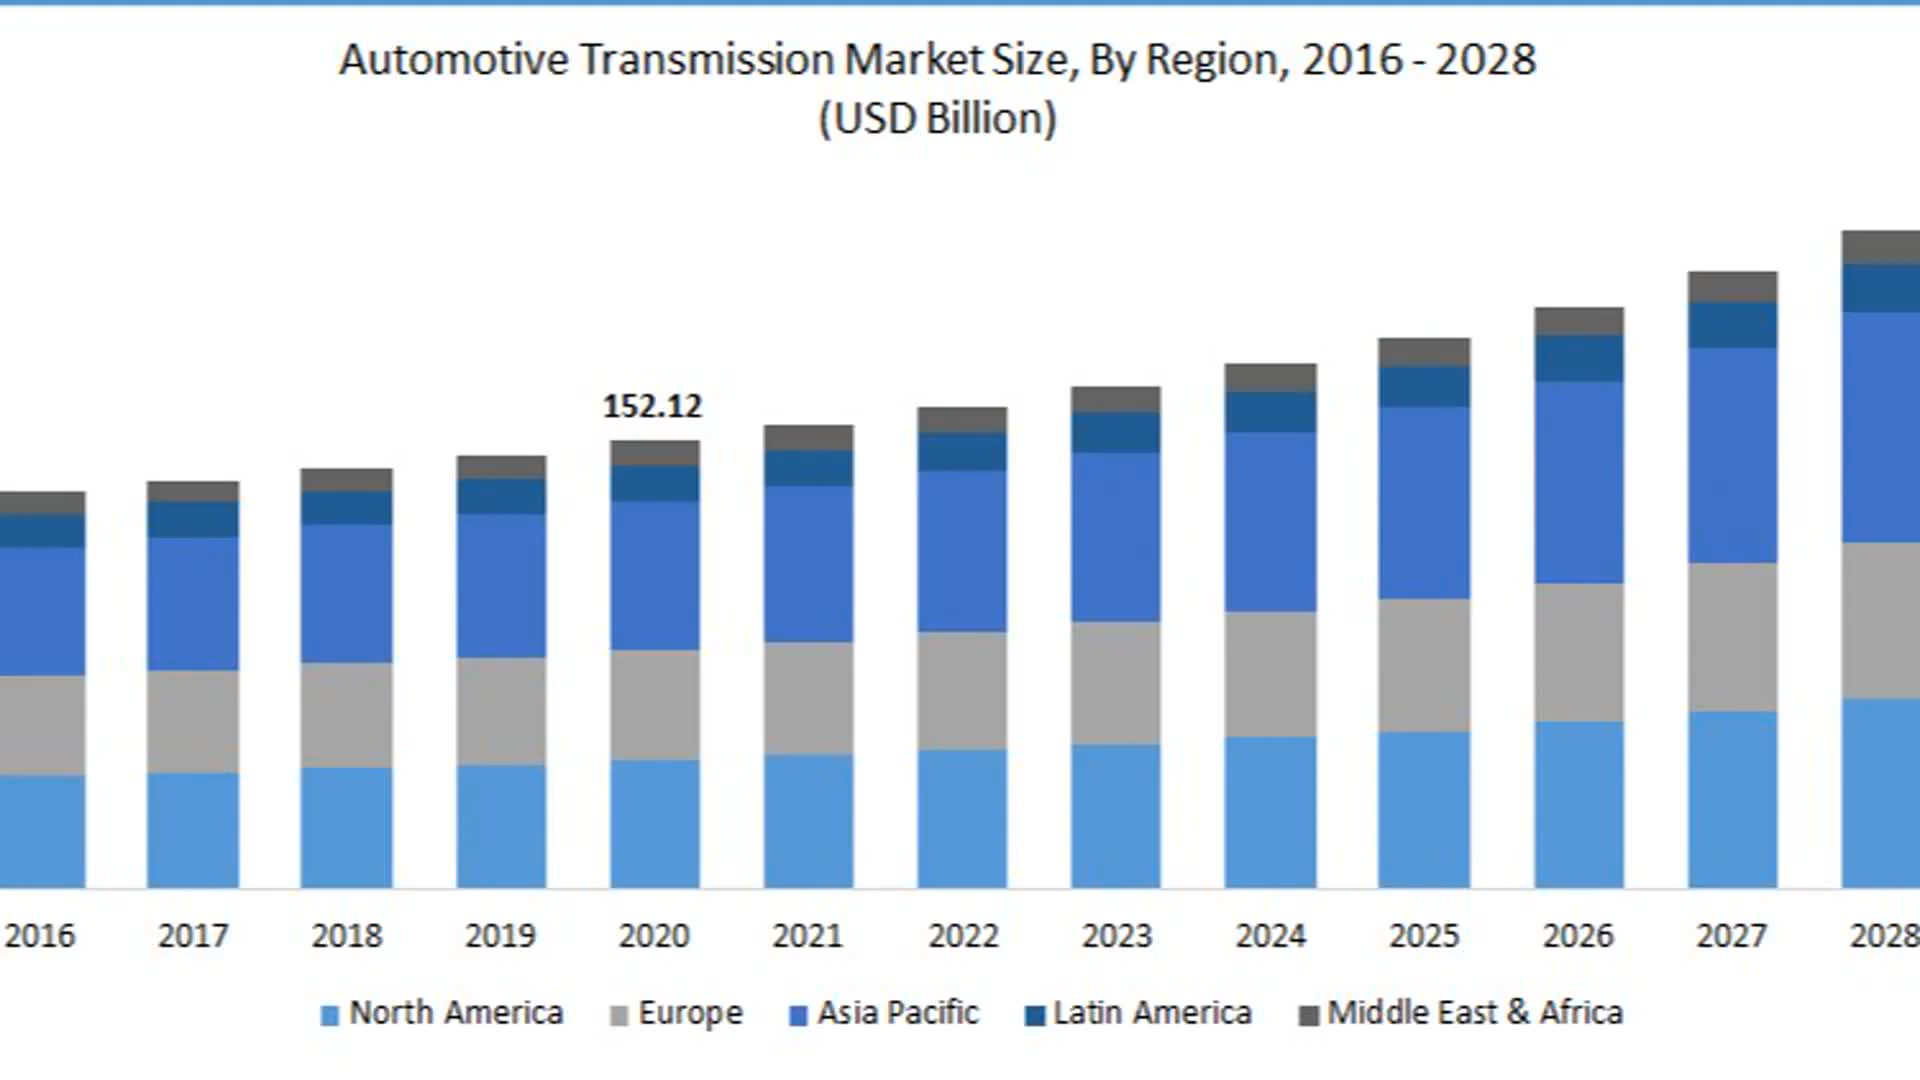 Automotive Transmission Market Size, By Region, 2016 - 2028
(USD Billion)
152.12
2016 2017 2018 2019 2020 2021 2022 2023 2024 2025 2026 2027 2028
North America Europe Asia Pacific Latin America Middle East & Africa